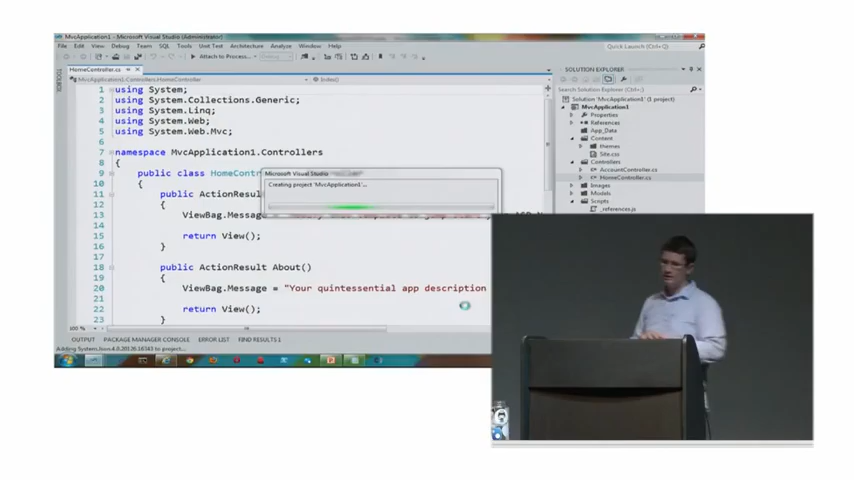 MvcApplication1 - Microsoft Visual Studio (Administrator)
File Edit View Debug Team SQL Tools Unit Test Architecture Analyze Window Help
Quick Launch (Ctrl+Q)
Attach to Process...
HomeController.cs
MvcApplication1.Controllers.HomeController
Index()
TOOLBOX
1 using System;
2 using System.Collections.Generic;
3 using System.Linq;
4 using System.Web;
5 using System.Web.Mvc;
6
7 namespace MvcApplication1.Controllers
8 {
9 public class HomeContr
10 {
11 public ActionResul
12 {
13 ViewBag.Message
14
15 return View();
16 }
17
18 public ActionResult About()
19 {
20 ViewBag.Message = "Your quintessential app description
21
22 return View();
23 }
Microsoft Visual Studio
Creating project 'MvcApplication1'...
100 %
OUTPUT PACKAGE MANAGER CONSOLE ERROR LIST FIND RESULTS 1
to project...
SOLUTION EXPLORER
Search Solution Explorer (Ctrl+;)
Solution 'MvcApplication1' (1 project)
MvcApplication1
Properties
References
App_Data
Content
themes
Site.css
Controllers
AccountController.cs
HomeController.cs
Images
Models
Scripts
_references.js